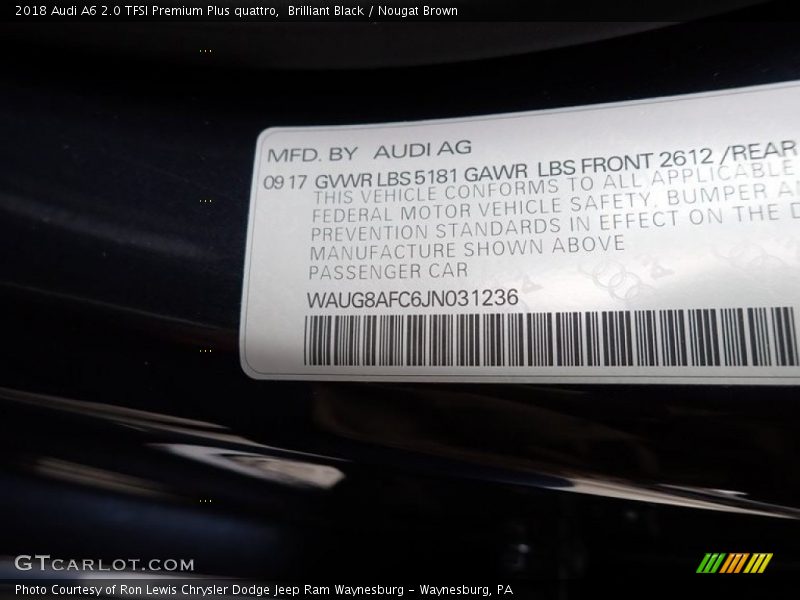 2018 Audi A6 2.0 TFSI Premium Plus quattro,  Brilliant Black / Nougat Brown
MFD. BY AUDI AG
09 17 GVWR LBS 5181 GAWR LBS FRONT 2612 /REAR
THIS VEHICLE CONFORMS TO ALL APPLICABLE
FEDERAL MOTOR VEHICLE SAFETY, BUMPER
PREVENTION STANDARDS IN EFFECT ON THE
MANUFACTURE SHOWN ABOVE
PASSENGER CAR
WAUG8AFC6JN031236
GTCARLOT.COM
Photo Courtesy of Ron Lewis Chrysler Dodge Jeep Ram Waynesburg - Waynesburg, PA